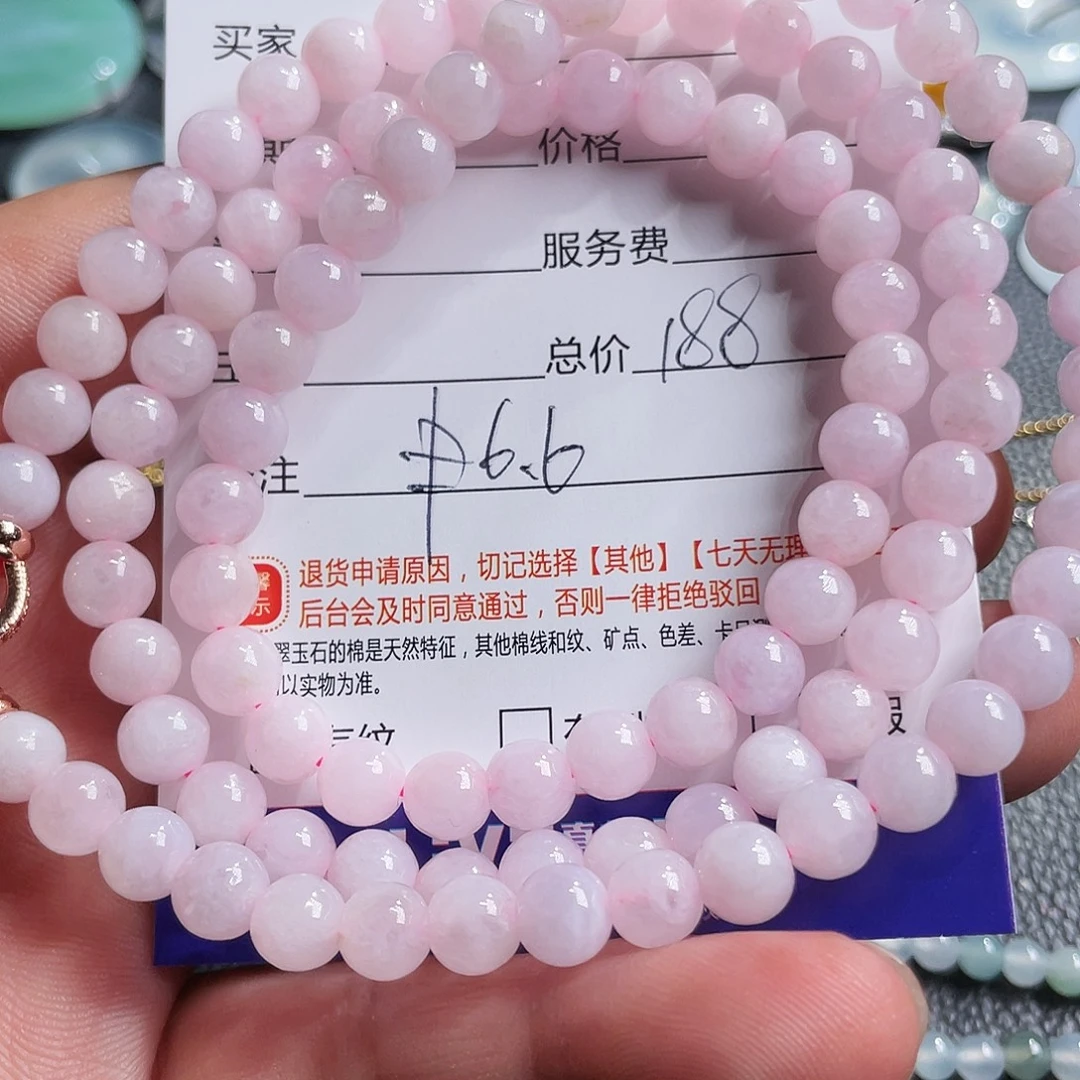 买家
价格
服务费
总价 188
注 中6.6
退货申请原因，切记选择【其他】【七天无理
后台会及时同意通过，否则一律拒绝驳回
翠玉石的棉是天然特征，其他棉线和纹、矿点、色差、
以实物为准。
纹